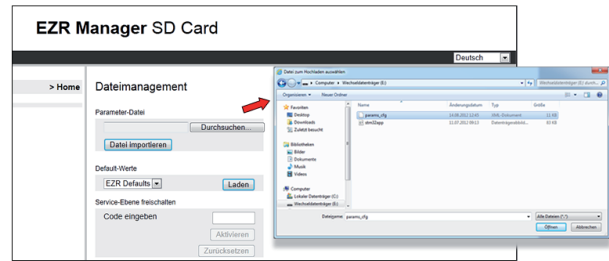 EZR Manager SD Card
Deutsch
> Home
Dateimanagement
Parameter-Datei
Durchsuchen...
Datei importieren
Default-Werte
EZR Defaults
Laden
Service-Ebene freischalten
Code eingeben
Aktivieren
Zurücksetzen
Datei zum Hochladen auswählen
Computer ▸ Wechseldatenträger (E:)
Organisieren ▾ Neuer Ordner
Name Änderungsdatum Typ Größe
Favoriten
Desktop
Downloads
Zuletzt besucht
Bibliotheken
Bilder
Dokumente
Musik
Videos
Computer
Lokaler Datenträger (C:)
Wechseldatenträger (E:)
params_cfg XML-Dokument 11 KB
stm32app
Dateiname: params_cfg
Alle Dateien (*.*)
Öffnen
Abbrechen